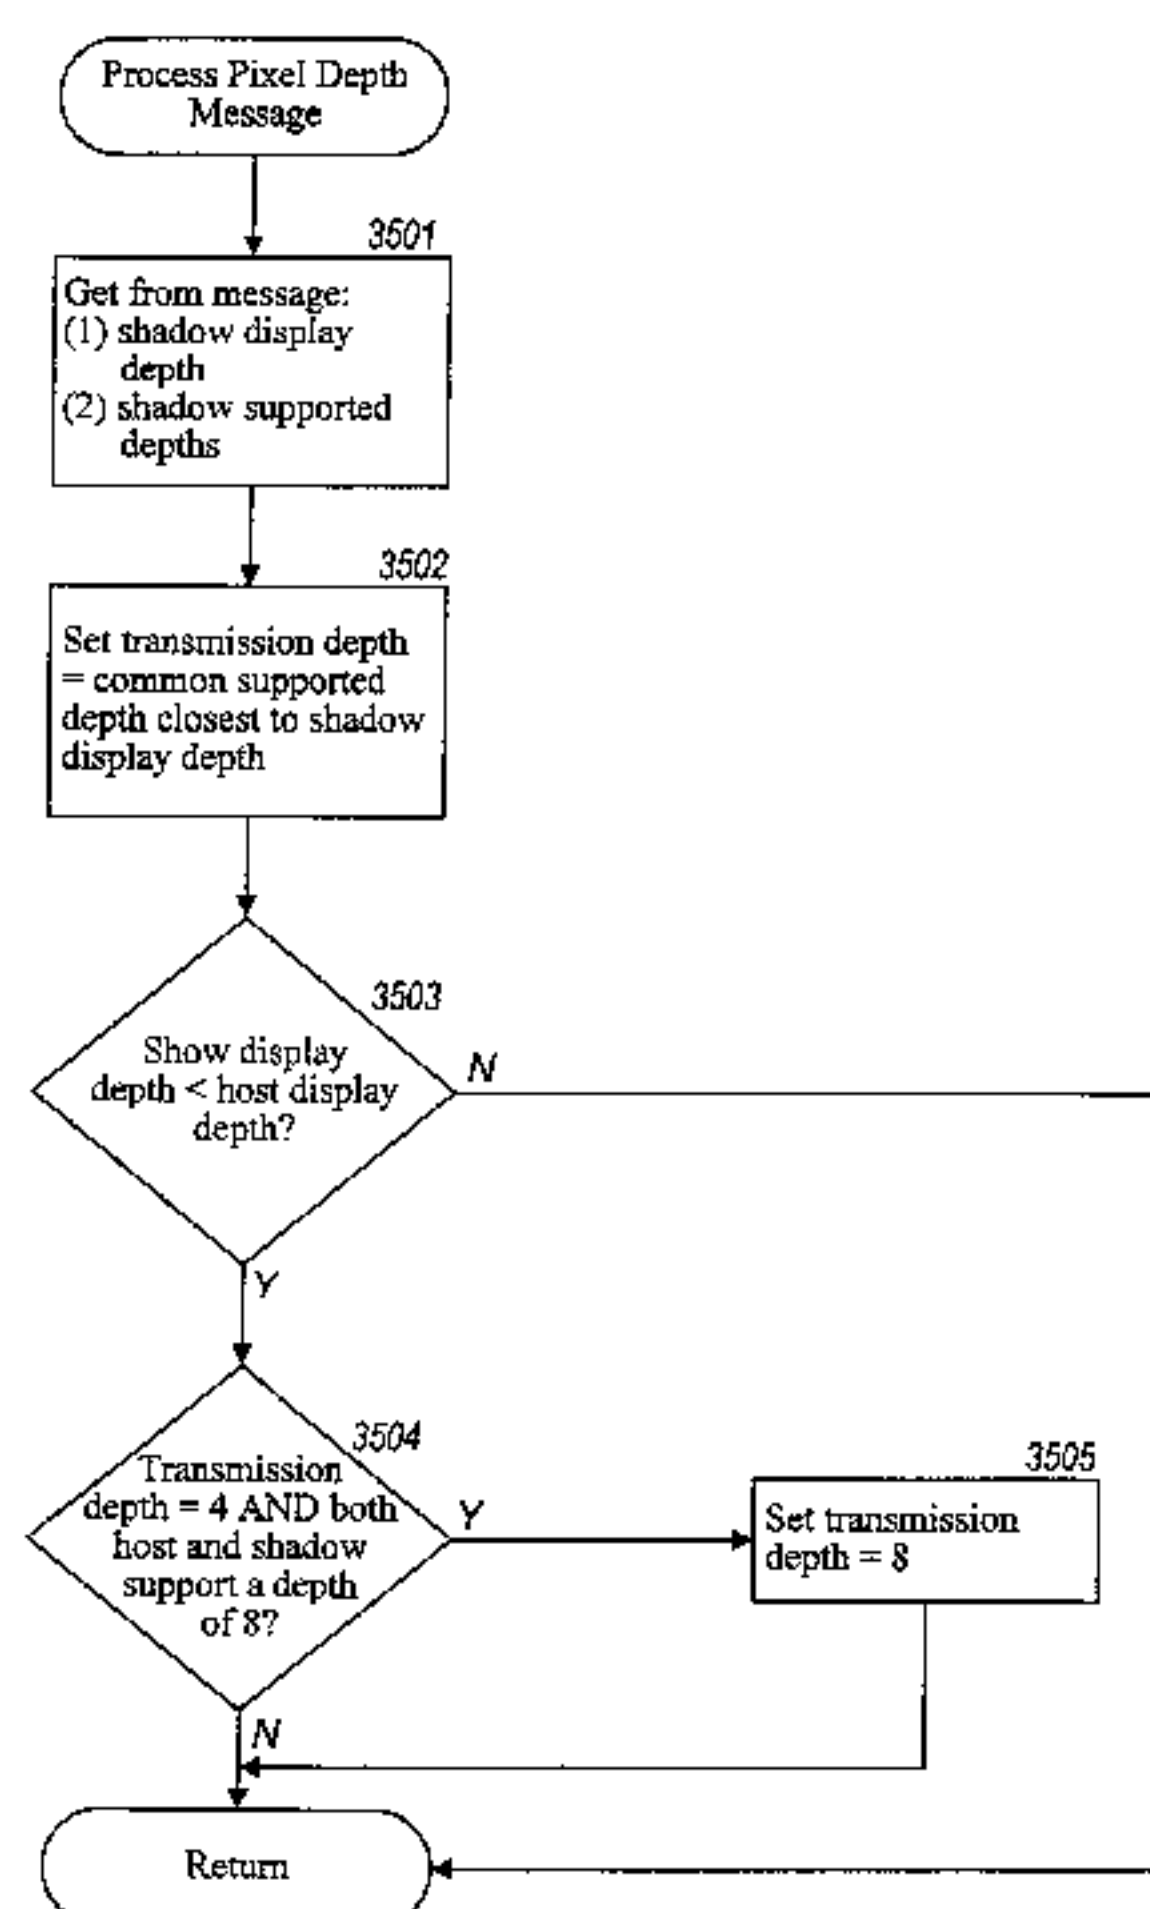 Process Pixel Depth
Message
3501
Get from message:
(1) shadow display
depth
(2) shadow supported
depths
3502
Set transmission depth
= common supported
depth closest to shadow
display depth
3503
Show display
depth < host display
depth?
N
Y
3504
Transmission
depth = 4 AND both
host and shadow
support a depth
of 8?
Y
3505
Set transmission
depth = 8
N
Return